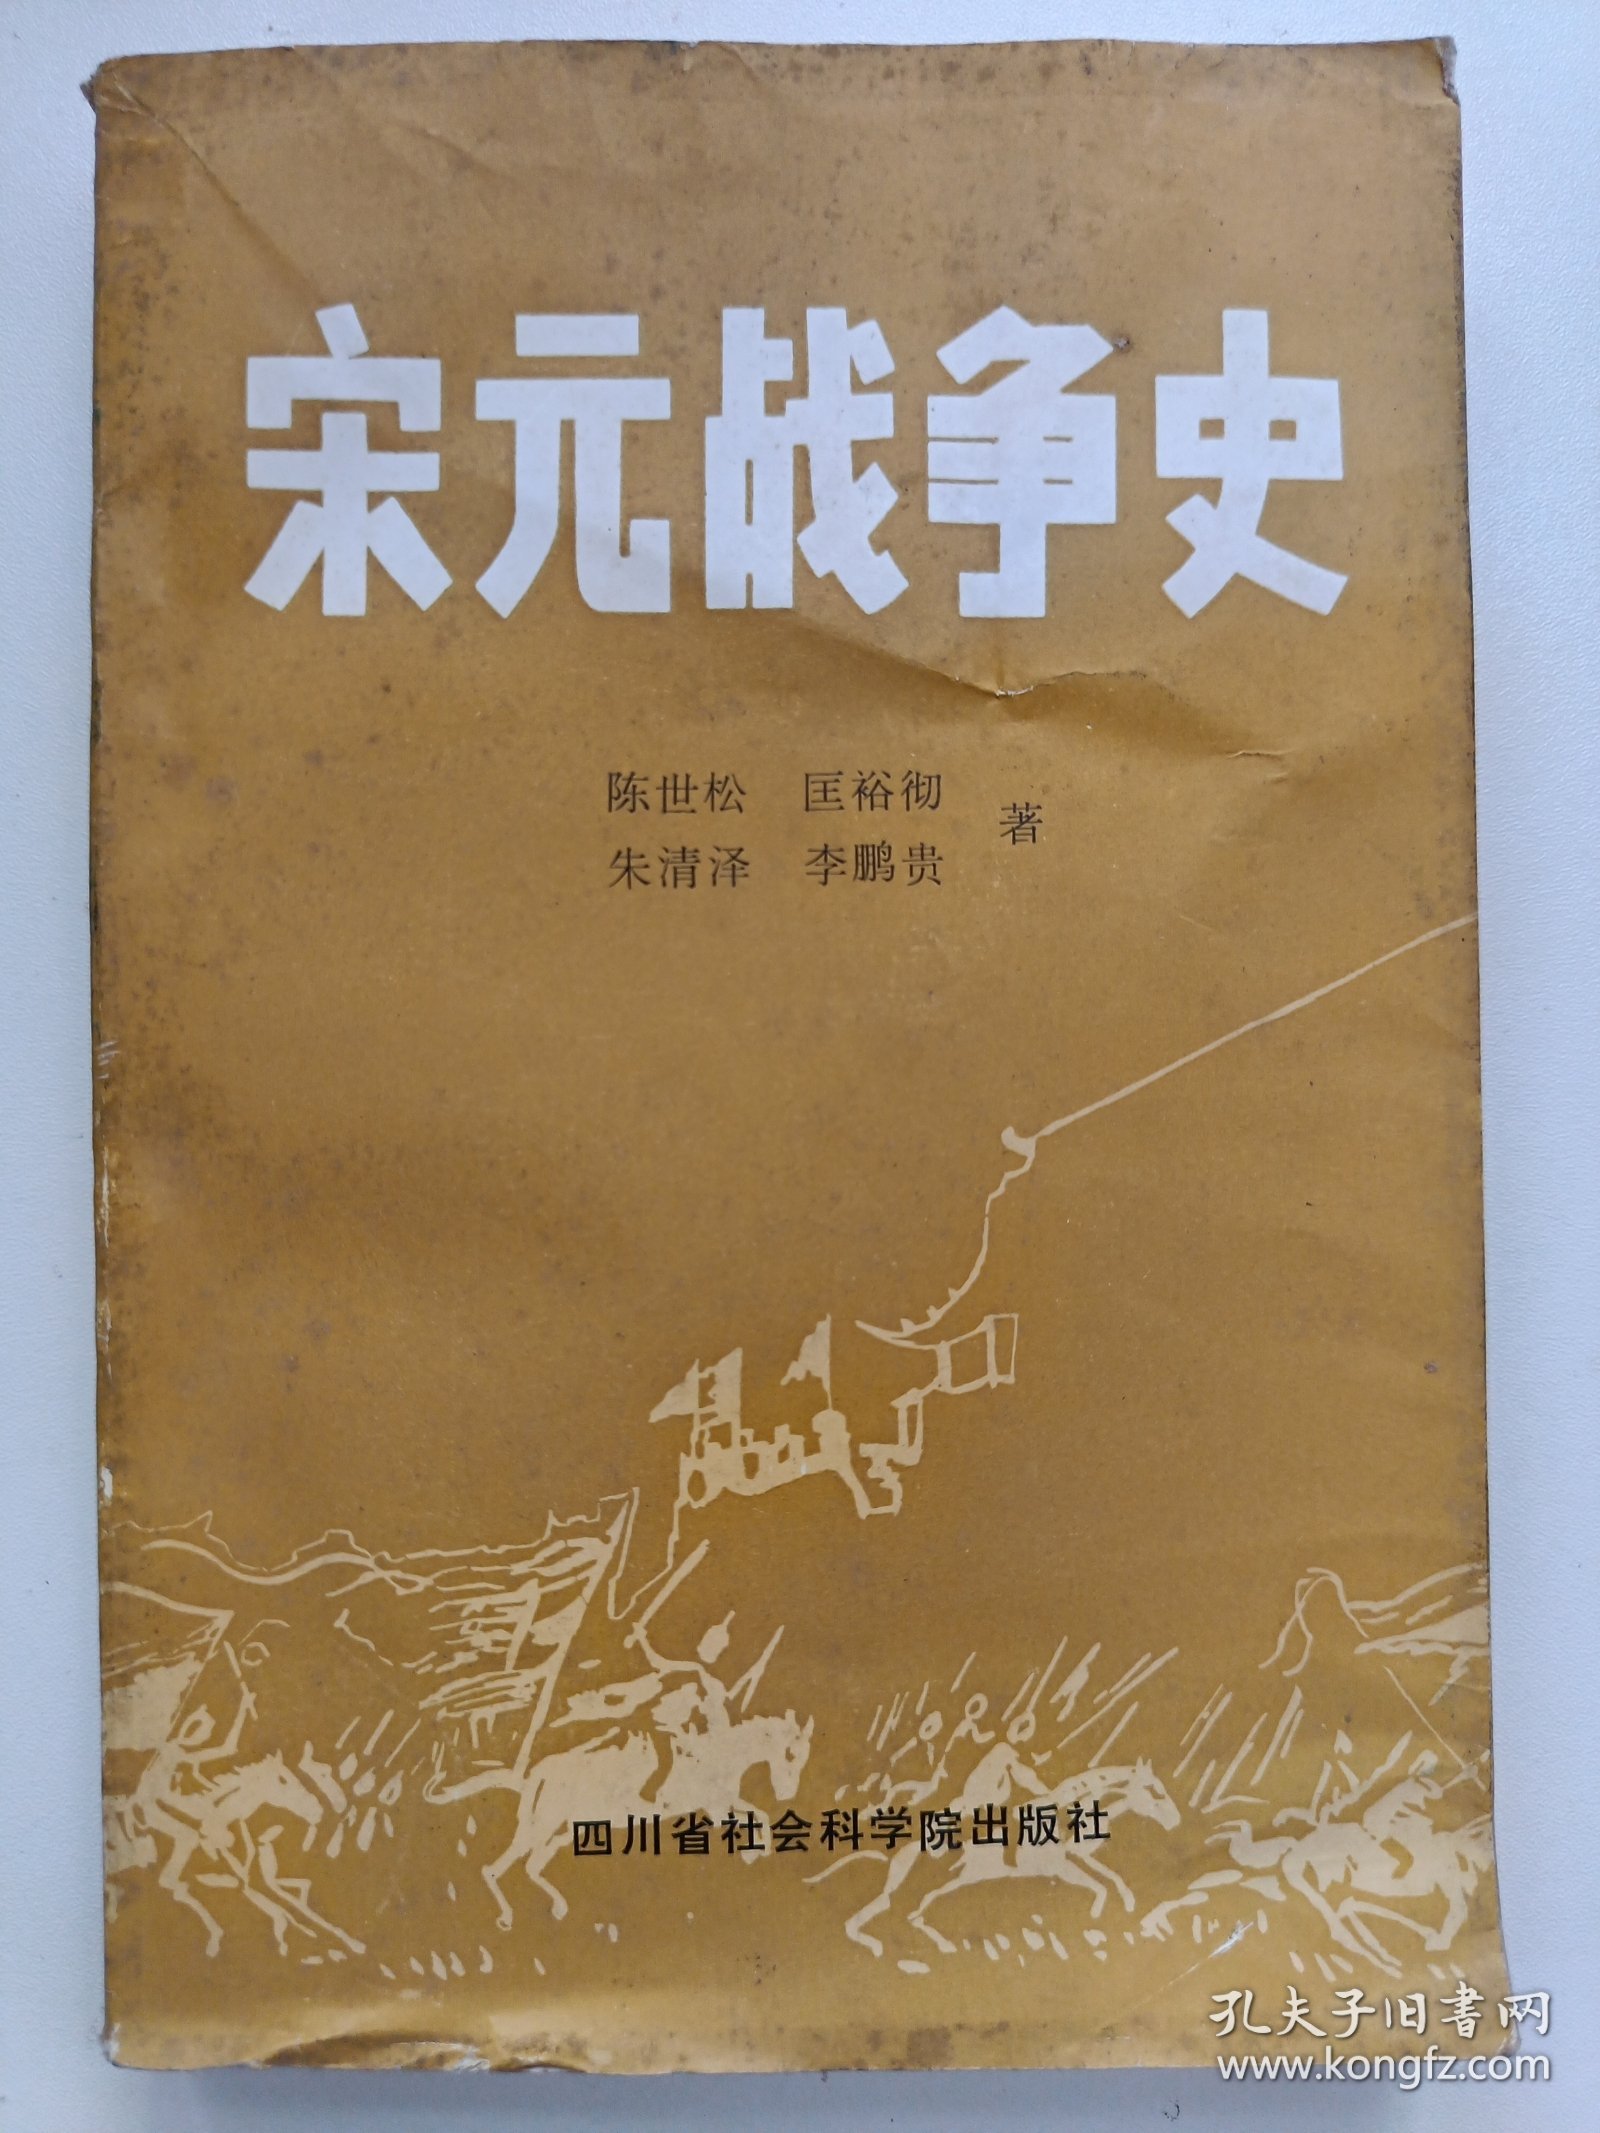 宋元战争史
陈世松 匡裕彻
朱清泽 李鹏贵
著
四川省社会科学院出版社
孔夫子旧书网
www.kongfz.com